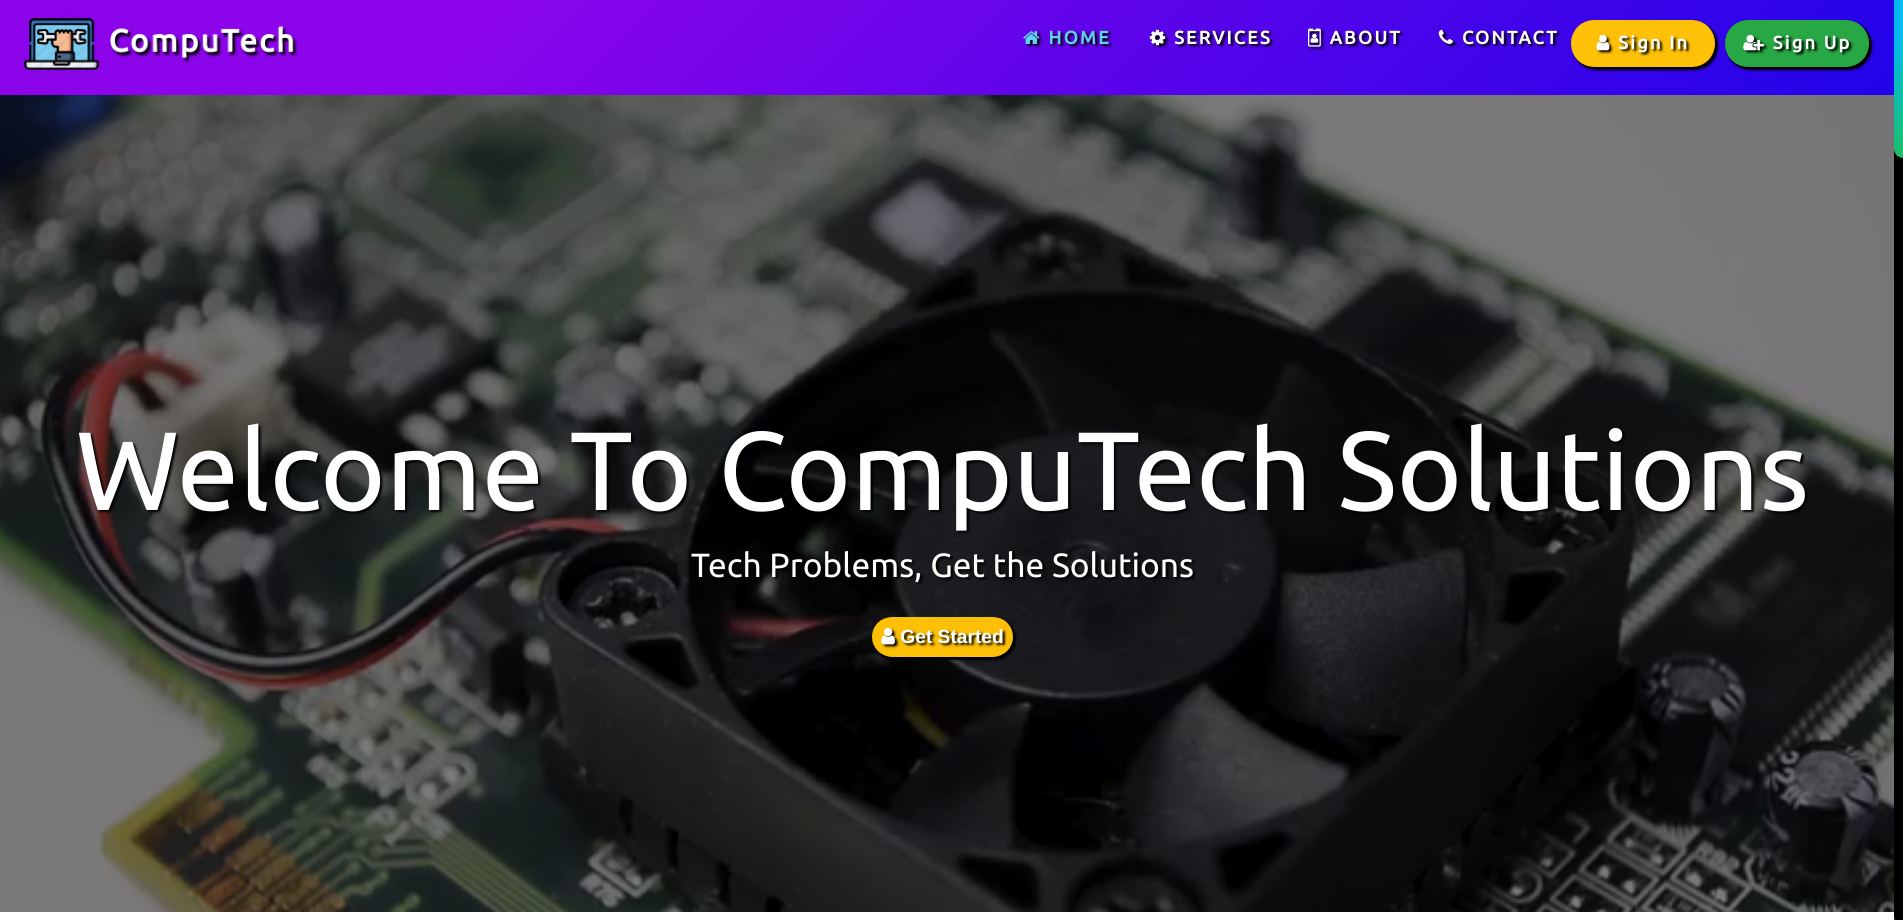 CompuTech
HOME
SERVICES
ABOUT
CONTACT
Sign In
Sign Up
Welcome To CompuTech Solutions
Tech Problems, Get the Solutions
Get Started